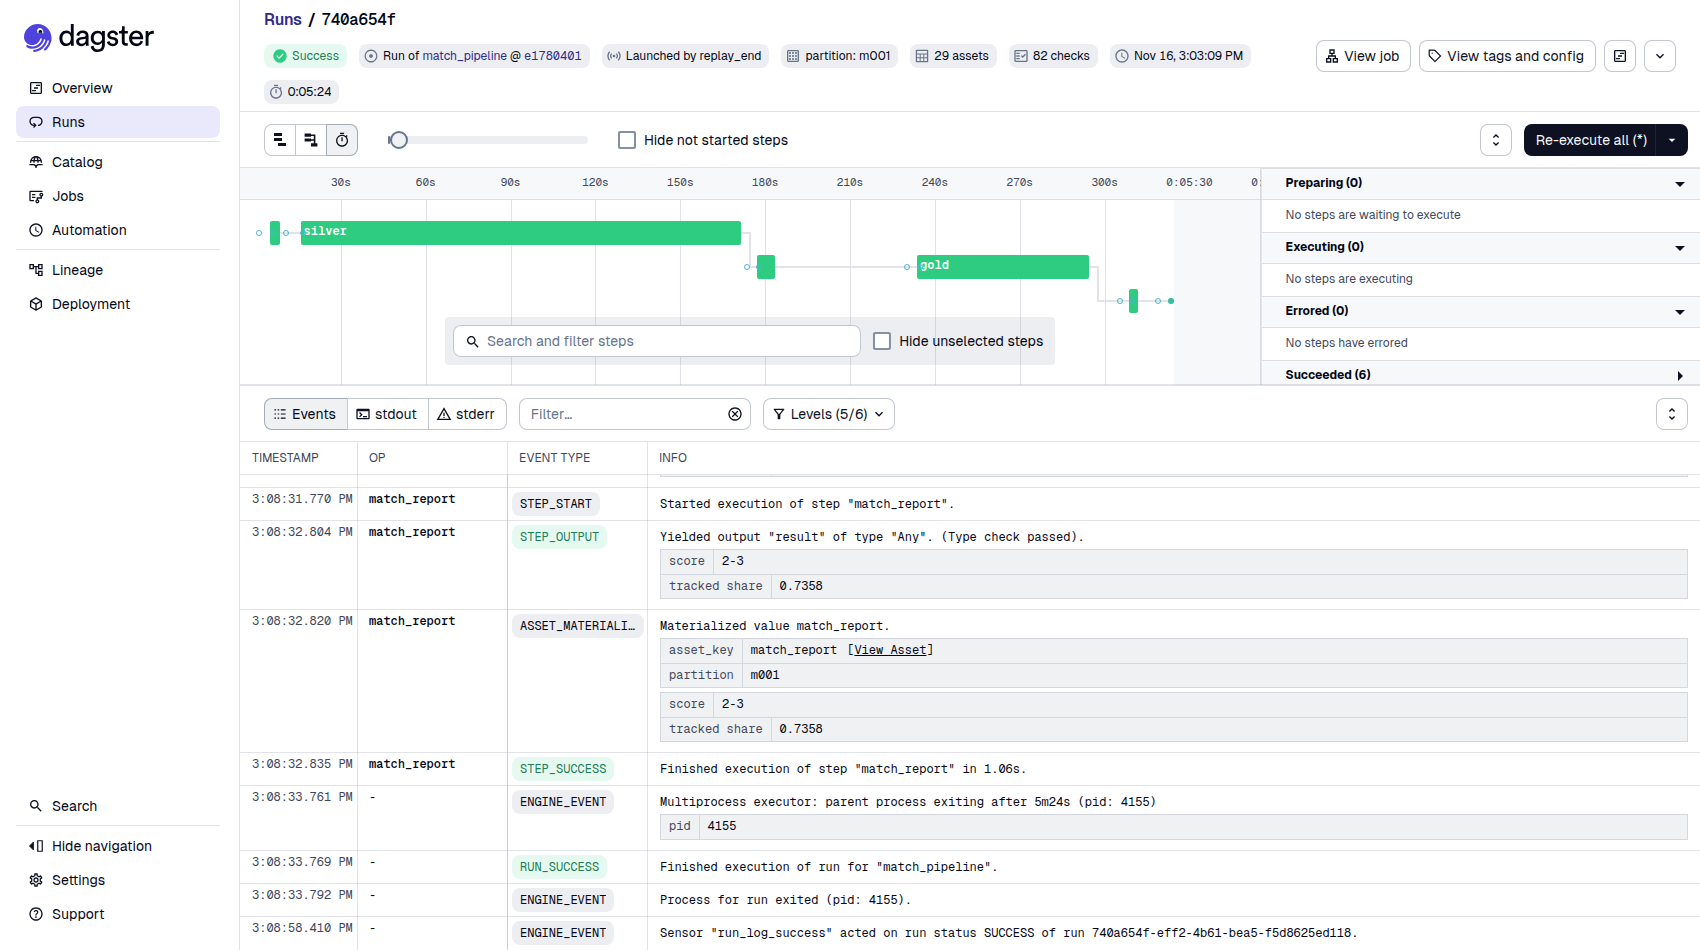 dagster
Overview
Runs
Catalog
Jobs
Automation
Lineage
Deployment
Search
Hide navigation
Settings
Support
Runs / 740a654f
Success
Run of match_pipeline @ e1780401
Launched by replay_end
partition: m001
29 assets
82 checks
Nov 16, 3:03:09 PM
0:05:24
View job
View tags and config
Hide not started steps
Re-execute all (*)
30s 60s 90s 120s 150s 180s 210s 240s 270s 300s 0:05:30 0:
silver
gold
Search and filter steps
Hide unselected steps
Preparing (0)
No steps are waiting to execute
Executing (0)
No steps are executing
Errored (0)
No steps have errored
Succeeded (6)
Events stdout stderr Filter... Levels (5/6)
TIMESTAMP OP EVENT TYPE INFO
3:08:31.770 PM match_report STEP_START Started execution of step "match_report".
3:08:32.804 PM match_report STEP_OUTPUT Yielded output "result" of type "Any". (Type check passed).
score 2-3
tracked share 0.7358
3:08:32.820 PM match_report ASSET_MATERIALI… Materialized value match_report.
asset_key match_report [View Asset]
partition m001
score 2-3
tracked share 0.7358
3:08:32.835 PM match_report STEP_SUCCESS Finished execution of step "match_report" in 1.06s.
3:08:33.761 PM - ENGINE_EVENT Multiprocess executor: parent process exiting after 5m24s (pid: 4155)
pid 4155
3:08:33.769 PM - RUN_SUCCESS Finished execution of run for "match_pipeline".
3:08:33.792 PM - ENGINE_EVENT Process for run exited (pid: 4155).
3:08:58.410 PM - ENGINE_EVENT Sensor "run_log_success" acted on run status SUCCESS of run 740a654f-eff2-4b61-bea5-f5d8625ed118.